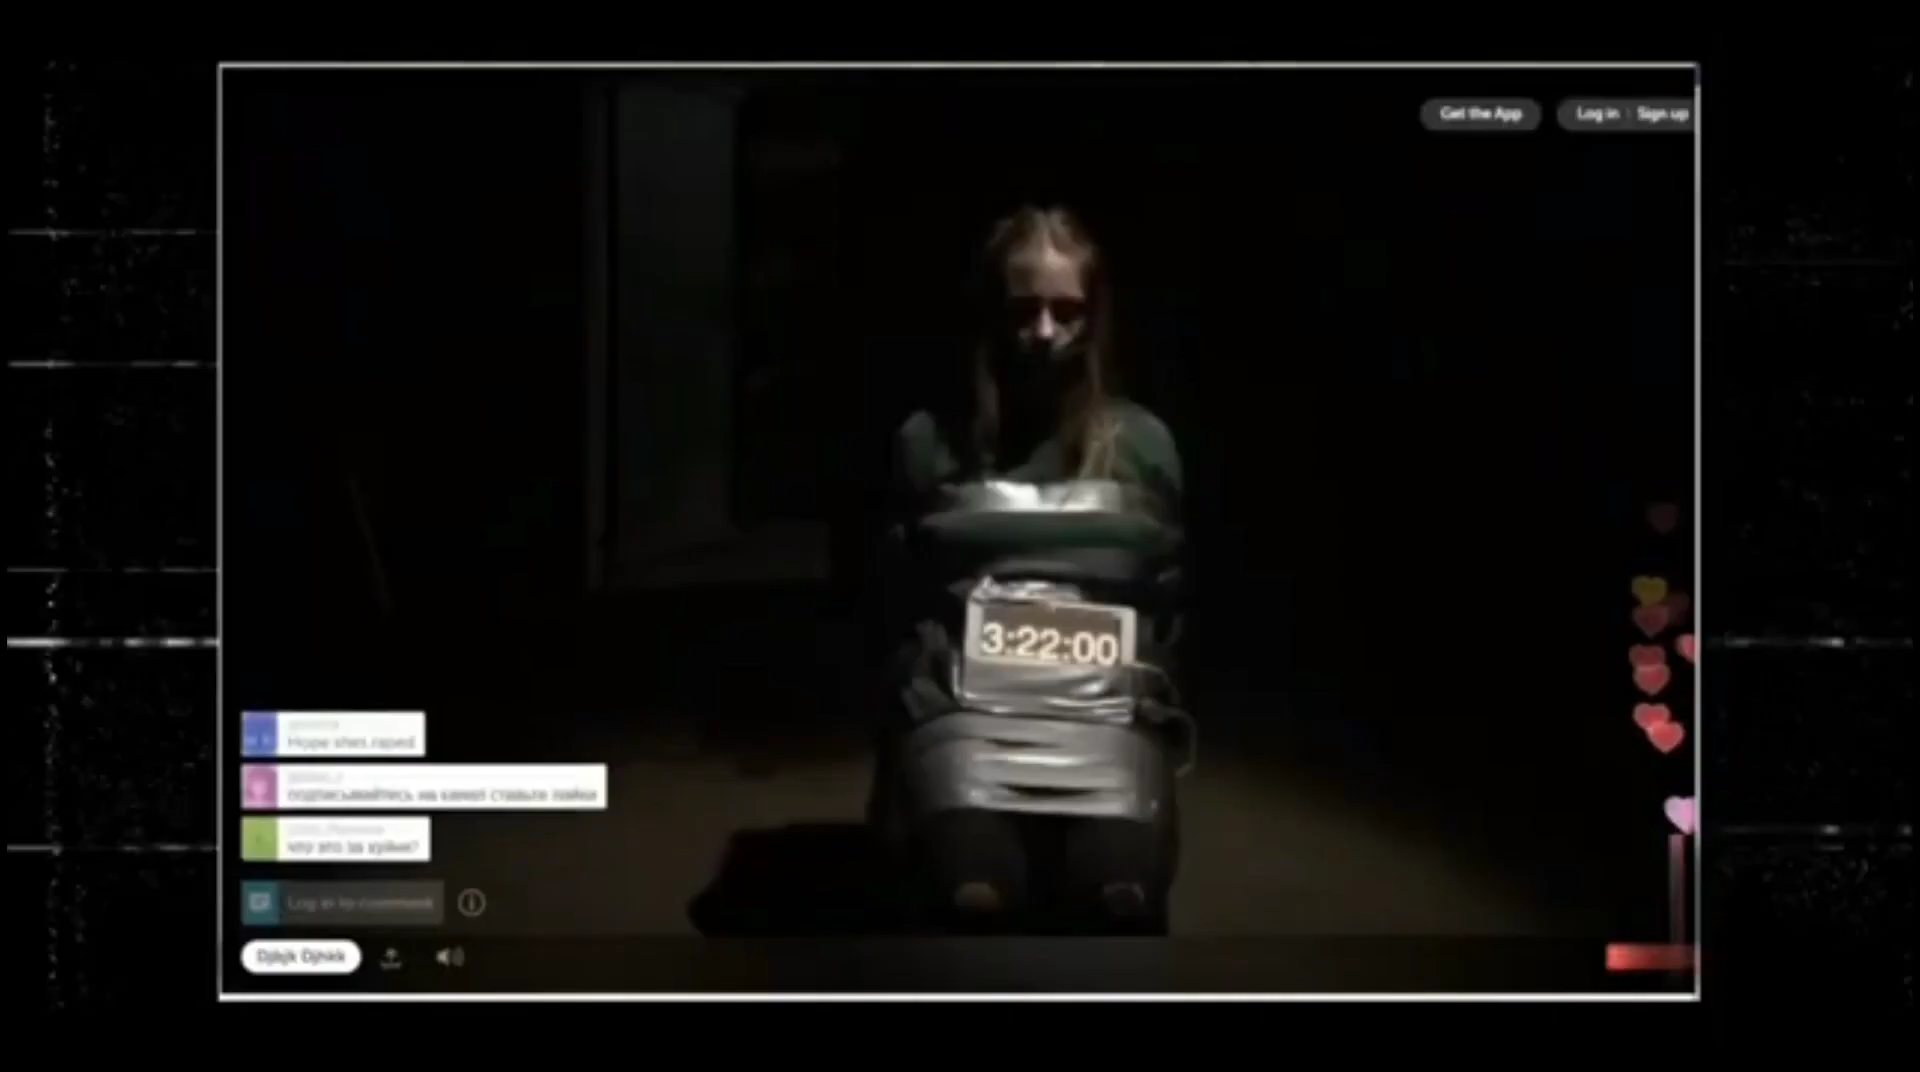 Get the App
Log in
Sign up
3:22:00
Hope shes raped
подписывайтесь на канал ставьте лайки
что это за хуйня?
Log in to comment